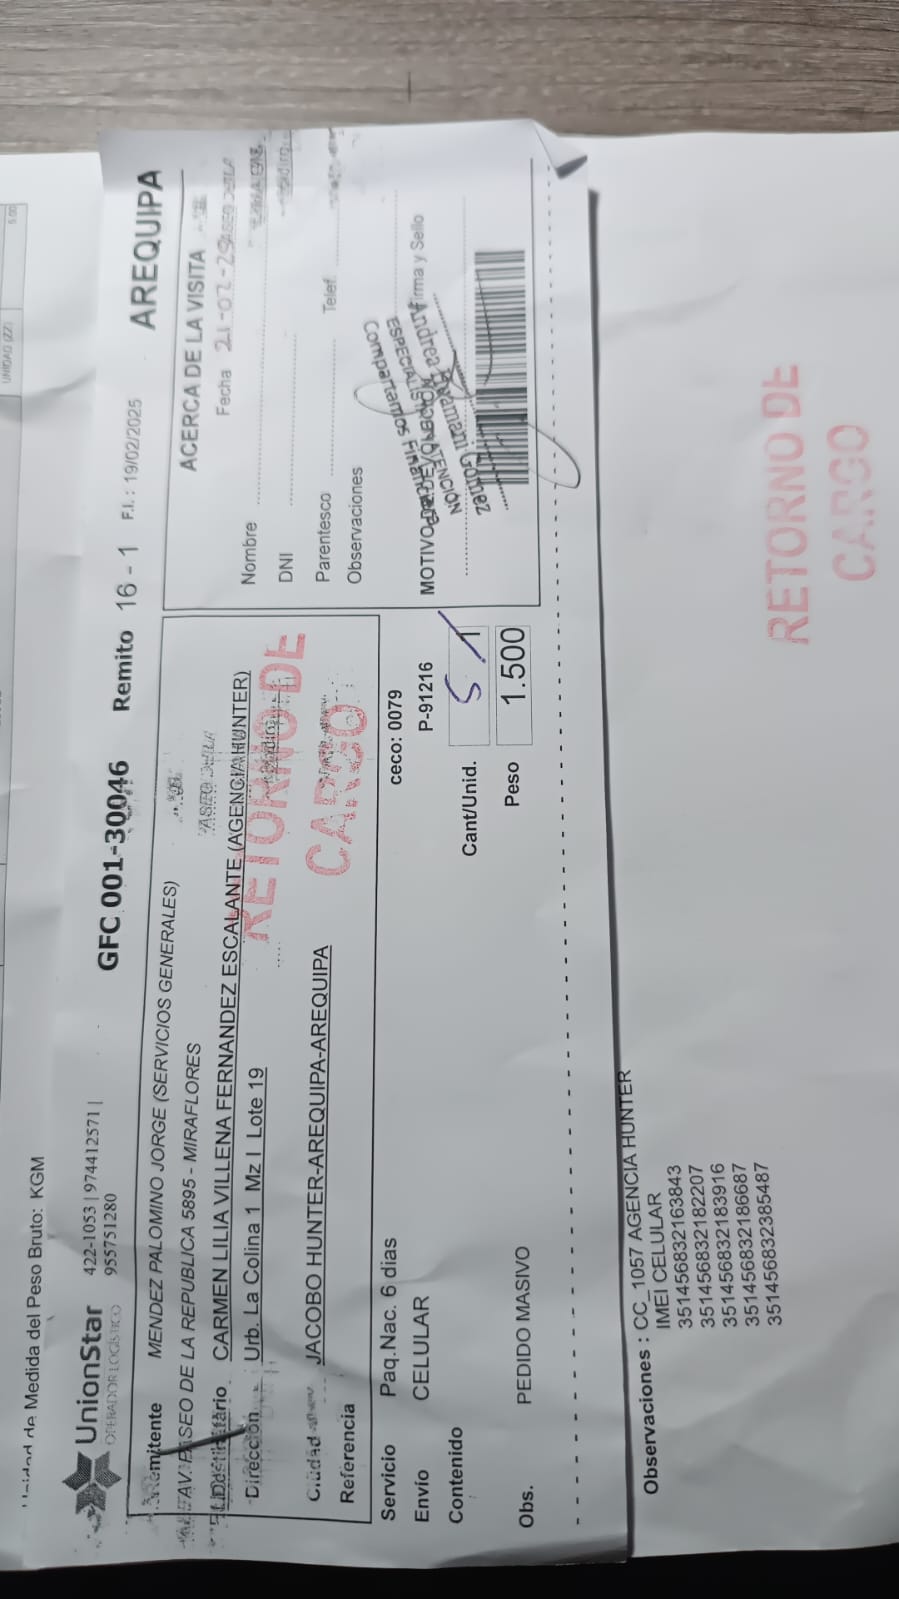 UNIDAD (ZZ)
5.00
de Medida del Peso Bruto: KGM
UnionStar
OPERADOR LOGÍSTICO
422-1053 | 974412571 |
955751280
GFC 001-30046 Remito 16 - 1 F.I. : 19/02/2025 AREQUIPA
Remitente MENDEZ PALOMINO JORGE (SERVICIOS GENERALES)
AV. PASEO DE LA REPUBLICA 5895 - MIRAFLORES
Destinatario CARMEN LILIA VILLENA FERNANDEZ ESCALANTE (AGENCIA HUNTER)
Dirección Urb. La Colina 1 Mz I Lote 19
Ciudad JACOBO HUNTER-AREQUIPA-AREQUIPA
Referencia
RETORNO DE
CARGO
Servicio Paq.Nac. 6 dias ceco: 0079
Envío CELULAR P-91216
Contenido
Cant/Unid. 5 1
Peso 1.500
Obs. PEDIDO MASIVO
ACERCA DE LA VISITA
Fecha 21-02-25
Nombre
DNI
Parentesco Telef.
Observaciones
MOTIVO Firma y Sello
Andrea Mamani Gomez
ESPECIALISTA
Compartamos Financiera
Observaciones : CC_1057 AGENCIA HUNTER
IMEI CELULAR
351456832163843
351456832182207
351456832183916
351456832186687
351456832385487
RETORNO DE
CARGO